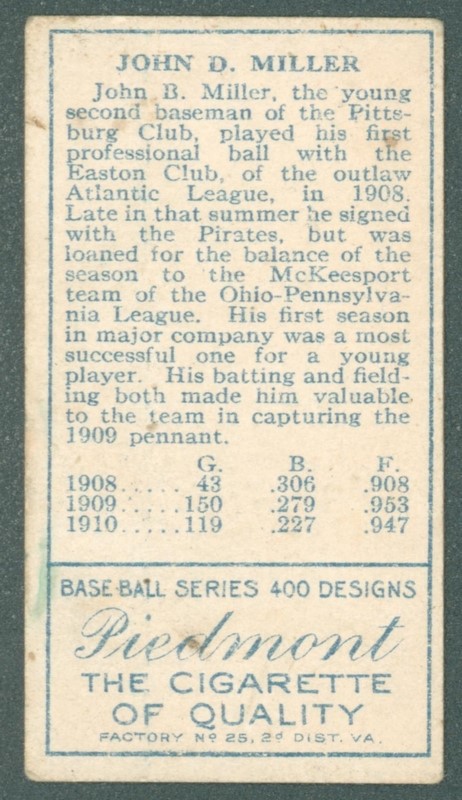 JOHN D. MILLER
John B. Miller, the young
second baseman of the Pitts-
burg Club, played his first
professional ball with the
Easton Club, of the outlaw
Atlantic League, in 1908.
Late in that summer he signed
with the Pirates, but was
loaned for the balance of the
season to the McKeesport
team of the Ohio-Pennsylva-
nia League. His first season
in major company was a most
successful one for a young
player. His batting and field-
ing both made him valuable
to the team in capturing the
1909 pennant.
G. B. F.
1908..... 43 .306 .908
1909.....150 .279 .953
1910.....119 .227 .947
BASE BALL SERIES 400 DESIGNS
Piedmont
THE CIGARETTE
OF QUALITY
FACTORY No 25, 2d DIST. VA.